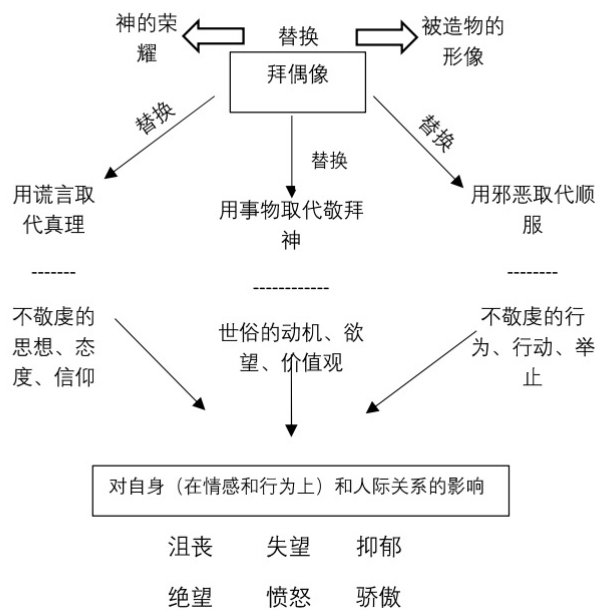 神的荣
耀
替换
被造物的
形像
拜偶像
替换
替换
替换
用谎言取
代真理
用事物取代敬拜
神
用邪恶取代顺
服
-------
------------
--------
不敬虔的
思想、态
度、信仰
世俗的动机、欲
望、价值观
不敬虔的行
为、行动、举
止
对自身（在情感和行为上）和人际关系的影响
沮丧 失望 抑郁
绝望 愤怒 骄傲